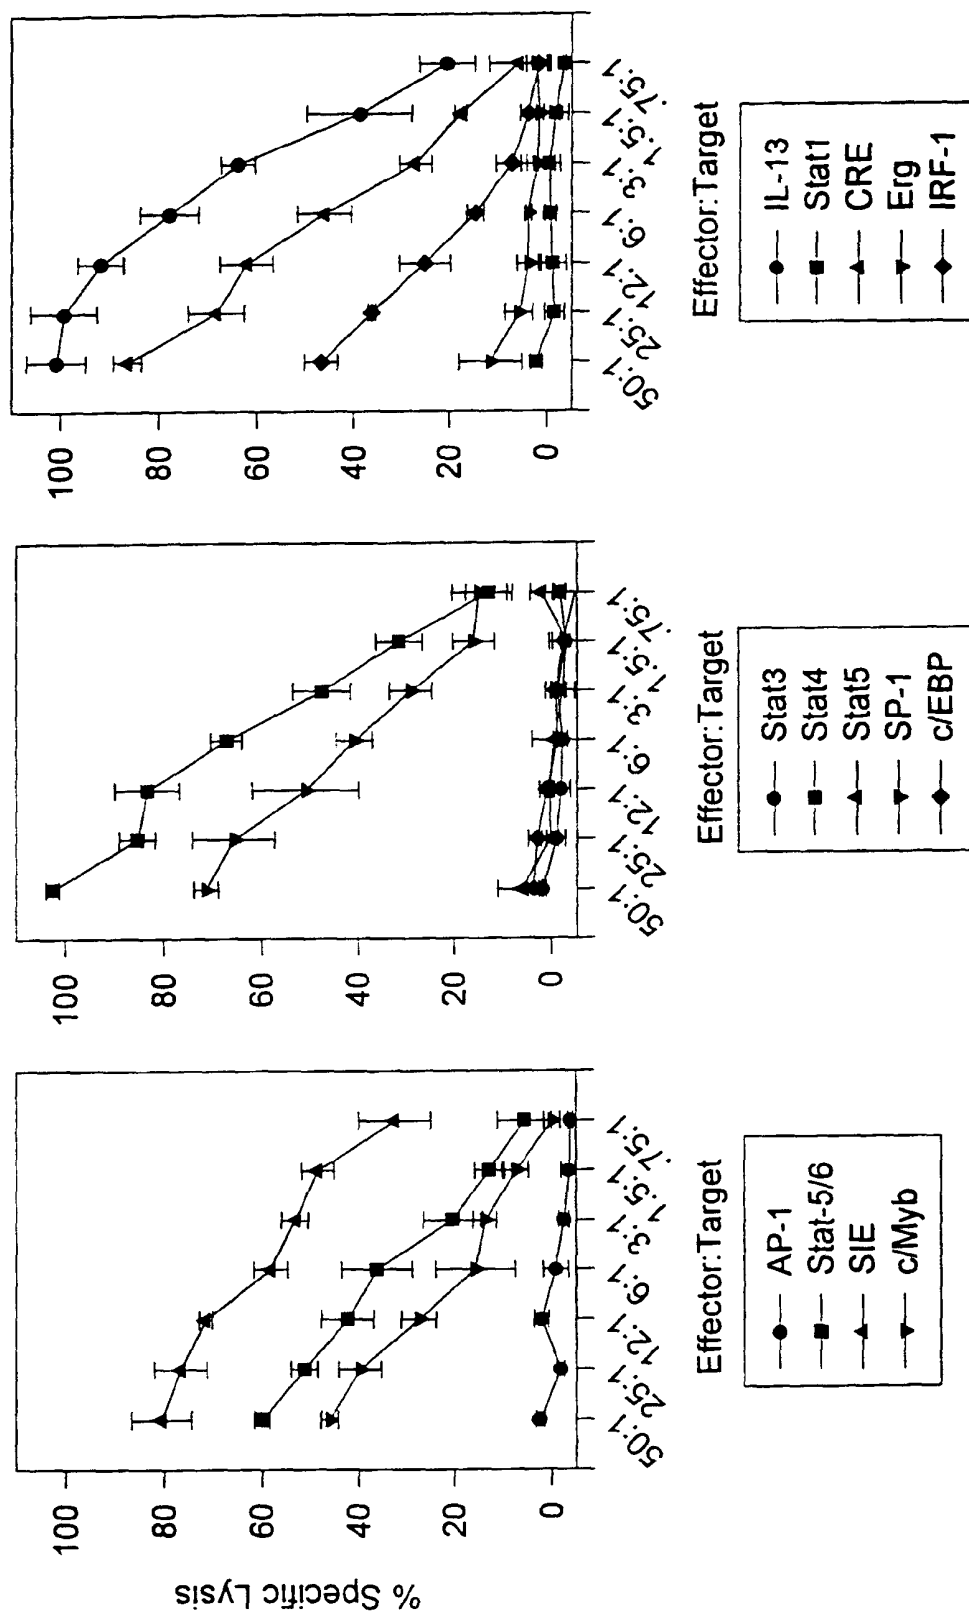 % Specific Lysis
100
80
60
40
20
0
50:1
25:1
12:1
6:1
3:1
1.5:1
.75:1
Effector:Target
AP-1
Stat-5/6
SIE
c/Myb
100
80
60
40
20
0
50:1
25:1
12:1
6:1
3:1
1.5:1
.75:1
Effector:Target
Stat3
Stat4
Stat5
SP-1
c/EBP
100
80
60
40
20
0
50:1
25:1
12:1
6:1
3:1
1.5:1
.75:1
Effector:Target
IL-13
Stat1
CRE
Erg
IRF-1